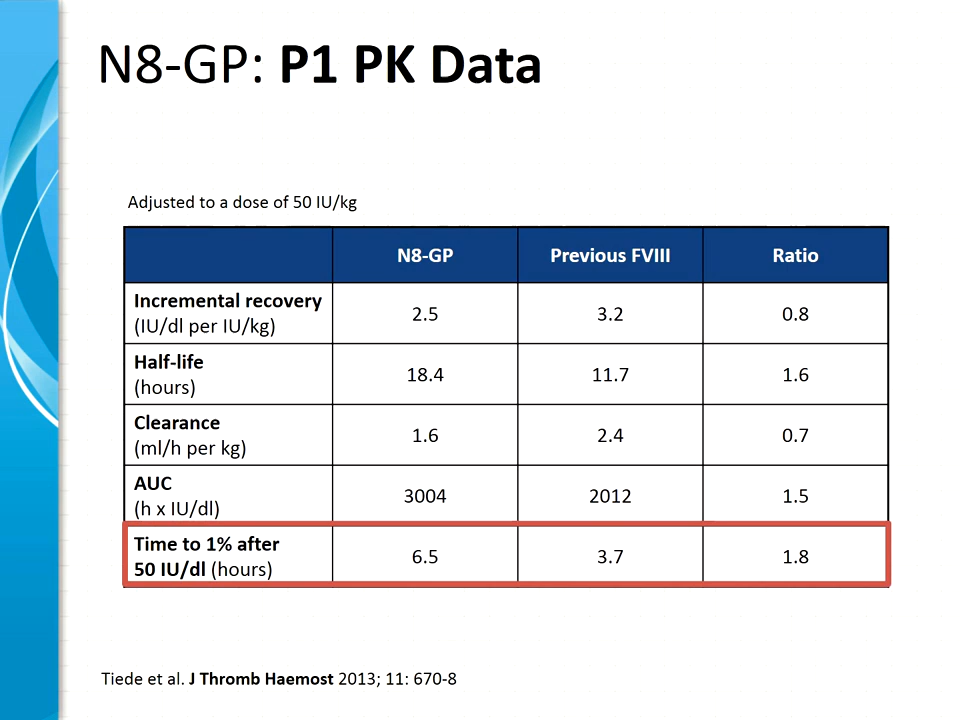 N8-GP: P1 PK Data
Adjusted to a dose of 50 IU/kg
N8-GP Previous FVIII Ratio
Incremental recovery
(IU/dl per IU/kg) 2.5 3.2 0.8
Half-life
(hours) 18.4 11.7 1.6
Clearance
(ml/h per kg) 1.6 2.4 0.7
AUC
(h x IU/dl) 3004 2012 1.5
Time to 1% after
50 IU/dl (hours) 6.5 3.7 1.8
Tiede et al. J Thromb Haemost 2013; 11: 670-8